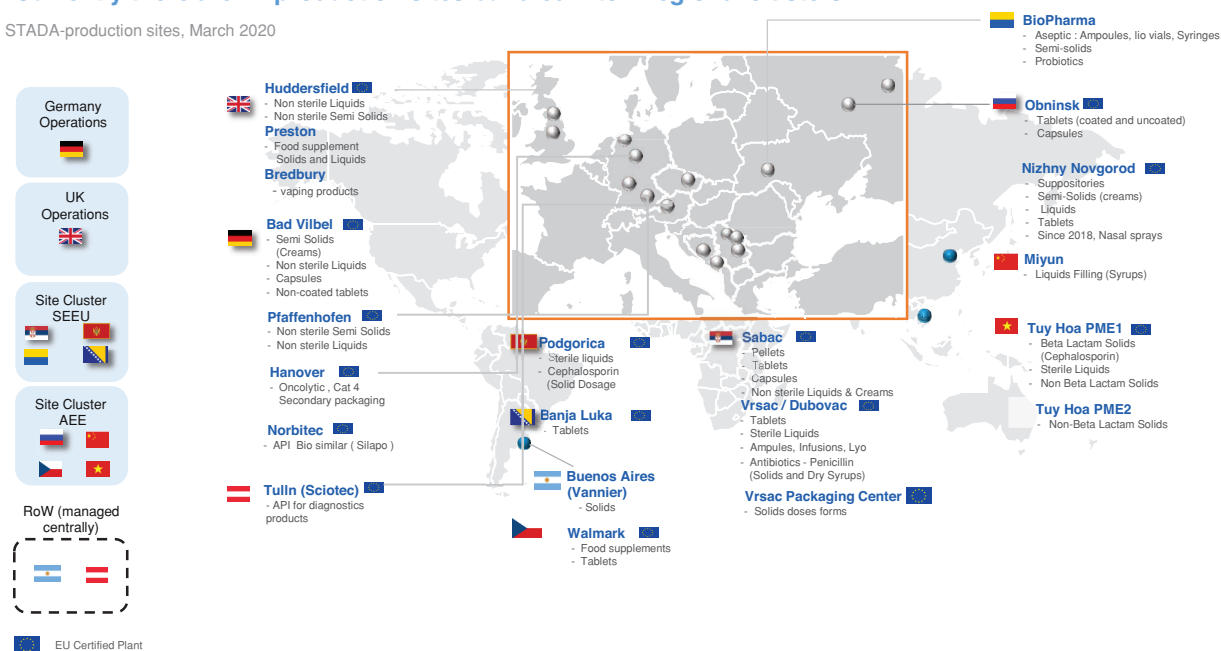 STADA-production sites, March 2020
Germany
Operations
UK
Operations
Site Cluster
SEEU
Site Cluster
AEE
RoW (managed
centrally)
EU Certified Plant
Huddersfield
- Non sterile Liquids
- Non sterile Semi Solids
Preston
- Food supplement
Solids and Liquids
Bredbury
- vaping products
Bad Vilbel
- Semi Solids
(Creams)
- Non sterile Liquids
- Capsules
- Non-coated tablets
Pfaffenhofen
- Non sterile Semi Solids
- Non sterile Liquids
Hanover
- Oncolytic , Cat 4
Secondary packaging
Norbitec
- API Bio similar ( Silapo )
Tulln (Sciotec)
- API for diagnostics
products
Podgorica
- Sterile liquids
- Cephalosporin
(Solid Dosage
Banja Luka
- Tablets
Buenos Aires
(Vannier)
- Solids
Walmark
- Food supplements
- Tablets
Sabac
- Pellets
- Tablets
- Capsules
- Non sterile Liquids & Creams
Vrsac / Dubovac
- Tablets
- Sterile Liquids
- Ampules, Infusions, Lyo
- Antibiotics - Penicillin
(Solids and Dry Syrups)
Vrsac Packaging Center
- Solids doses forms
BioPharma
- Aseptic : Ampoules, lio vials, Syringes
- Semi-solids
- Probiotics
Obninsk
- Tablets (coated and uncoated)
- Capsules
Nizhny Novgorod
- Suppositories
- Semi-Solids (creams)
- Liquids
- Tablets
- Since 2018, Nasal sprays
Miyun
- Liquids Filling (Syrups)
Tuy Hoa PME1
- Beta Lactam Solids
(Cephalosporin)
- Sterile Liquids
- Non Beta Lactam Solids
Tuy Hoa PME2
- Non-Beta Lactam Solids